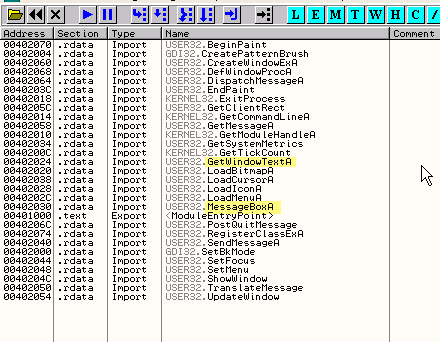 L E M T W H C /
Address Section Type Name Comment
00402070 .rdata Import USER32.BeginPaint
00402004 .rdata Import GDI32.CreatePatternBrush
00402060 .rdata Import USER32.CreateWindowExA
00402068 .rdata Import USER32.DefWindowProcA
00402064 .rdata Import USER32.DispatchMessageA
0040203C .rdata Import USER32.EndPaint
00402018 .rdata Import KERNEL32.ExitProcess
0040205C .rdata Import USER32.GetClientRect
00402014 .rdata Import KERNEL32.GetCommandLineA
00402058 .rdata Import USER32.GetMessageA
00402010 .rdata Import KERNEL32.GetModuleHandleA
00402034 .rdata Import USER32.GetSystemMetrics
0040200C .rdata Import KERNEL32.GetTickCount
00402024 .rdata Import USER32.GetWindowTextA
00402020 .rdata Import USER32.LoadBitmapA
00402038 .rdata Import USER32.LoadCursorA
0040202C .rdata Import USER32.LoadIconA
00402028 .rdata Import USER32.LoadMenuA
00402030 .rdata Import USER32.MessageBoxA
00401000 .text Export <ModuleEntryPoint>
0040206C .rdata Import USER32.PostQuitMessage
00402074 .rdata Import USER32.RegisterClassExA
00402040 .rdata Import USER32.SendMessageA
00402000 .rdata Import GDI32.SetBkMode
00402044 .rdata Import USER32.SetFocus
00402048 .rdata Import USER32.SetMenu
0040204C .rdata Import USER32.ShowWindow
00402050 .rdata Import USER32.TranslateMessage
00402054 .rdata Import USER32.UpdateWindow